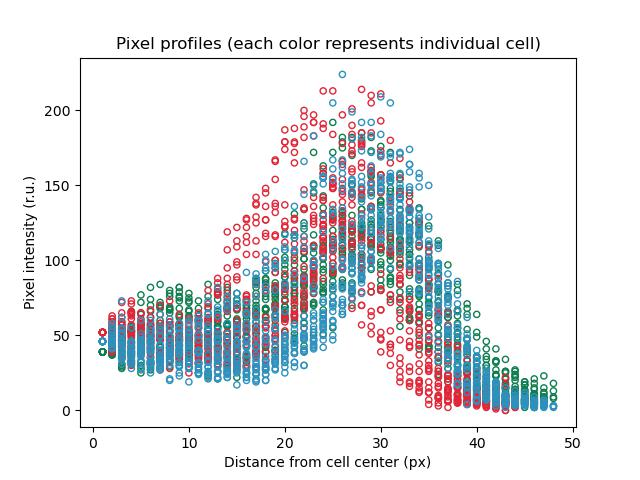 Pixel profiles (each color represents individual cell)
200
150
100
50
0
Pixel intensity (r.u.)
0 10 20 30 40 50
Distance from cell center (px)